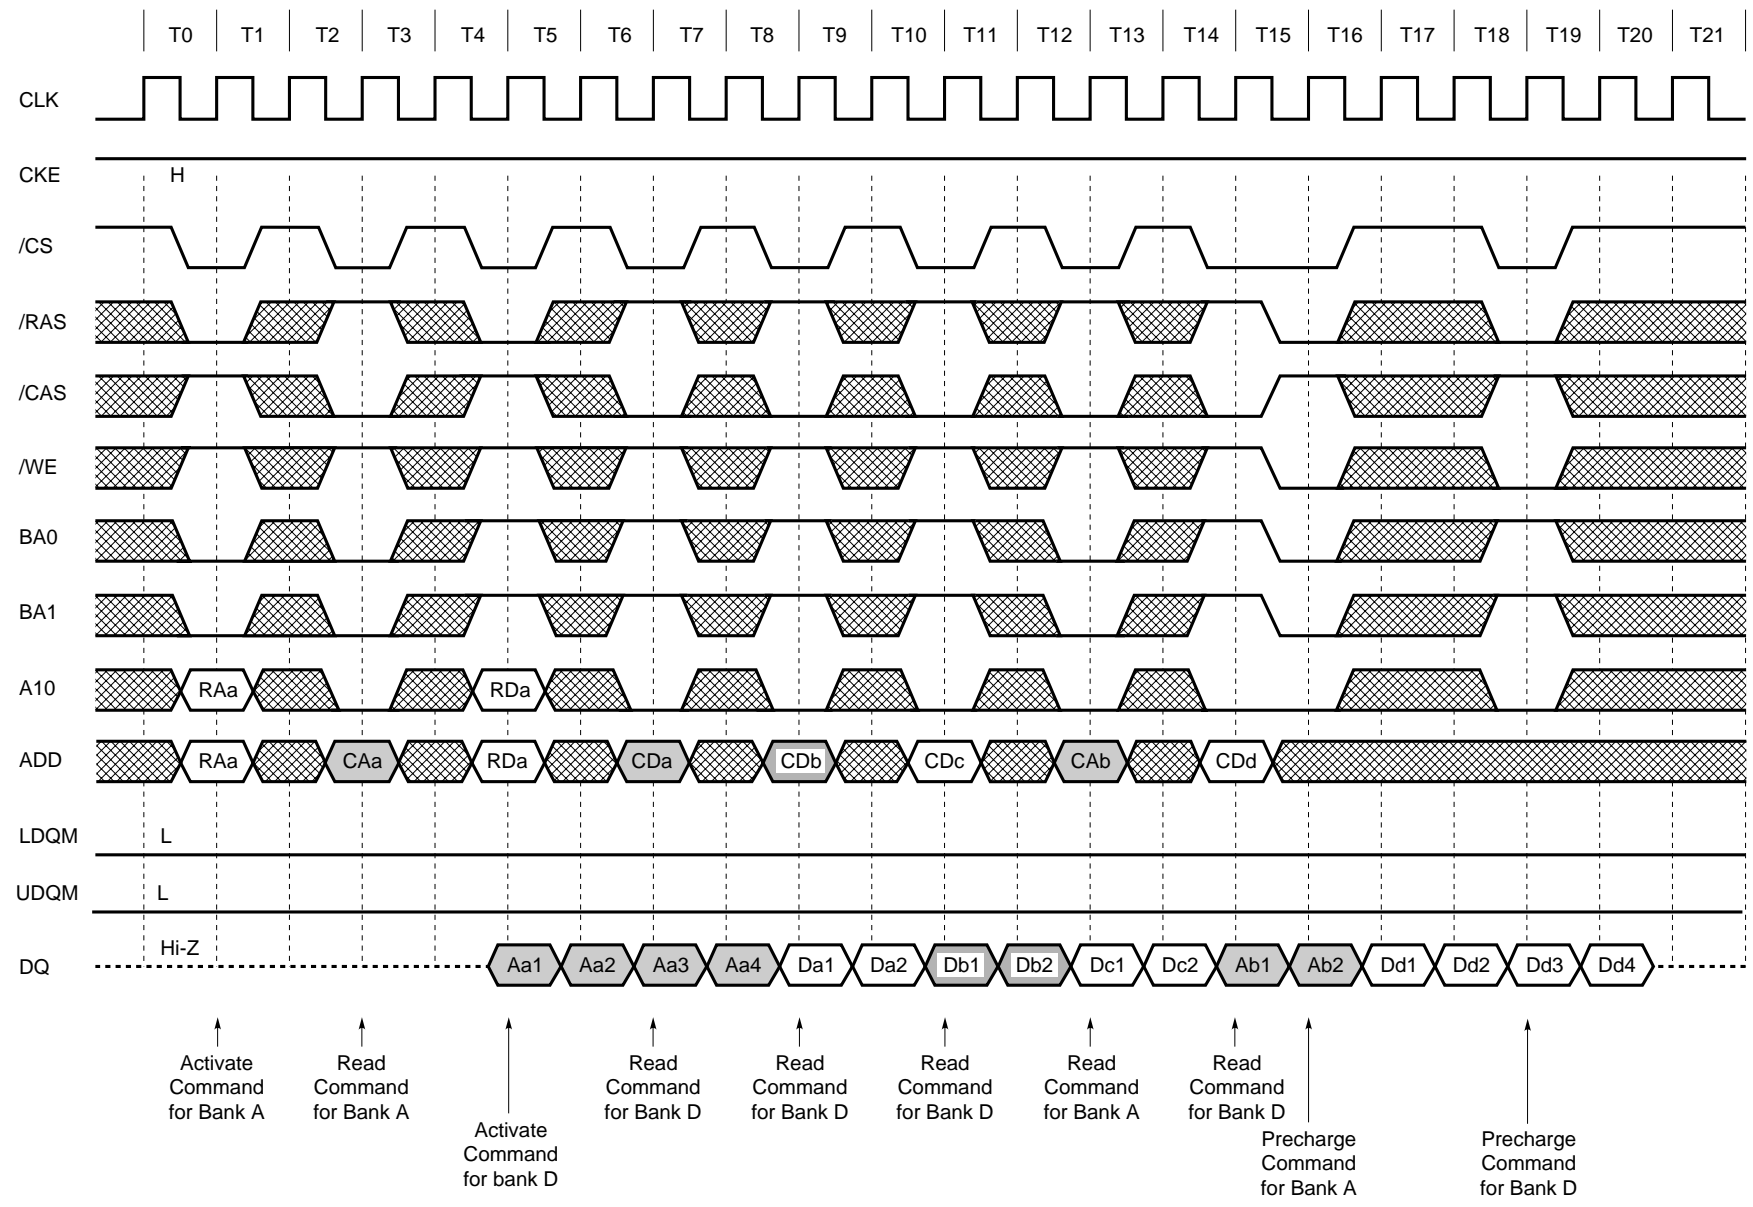 T0 T1 T2 T3 T4 T5 T6 T7 T8 T9 T10 T11 T12 T13 T14 T15 T16 T17 T18 T19 T20 T21
CLK
CKE H
/CS
/RAS
/CAS
/WE
BA0
BA1
A10 RAa RDa
ADD RAa CAa RDa CDa CDb CDc CAb CDd
LDQM L
UDQM L
Hi-Z
DQ Aa1 Aa2 Aa3 Aa4 Da1 Da2 Db1 Db2 Dc1 Dc2 Ab1 Ab2 Dd1 Dd2 Dd3 Dd4
Activate
Command
for Bank A
Read
Command
for Bank A
Activate
Command
for bank D
Read
Command
for Bank D
Read
Command
for Bank D
Read
Command
for Bank D
Read
Command
for Bank A
Read
Command
for Bank D
Precharge
Command
for Bank A
Precharge
Command
for Bank D